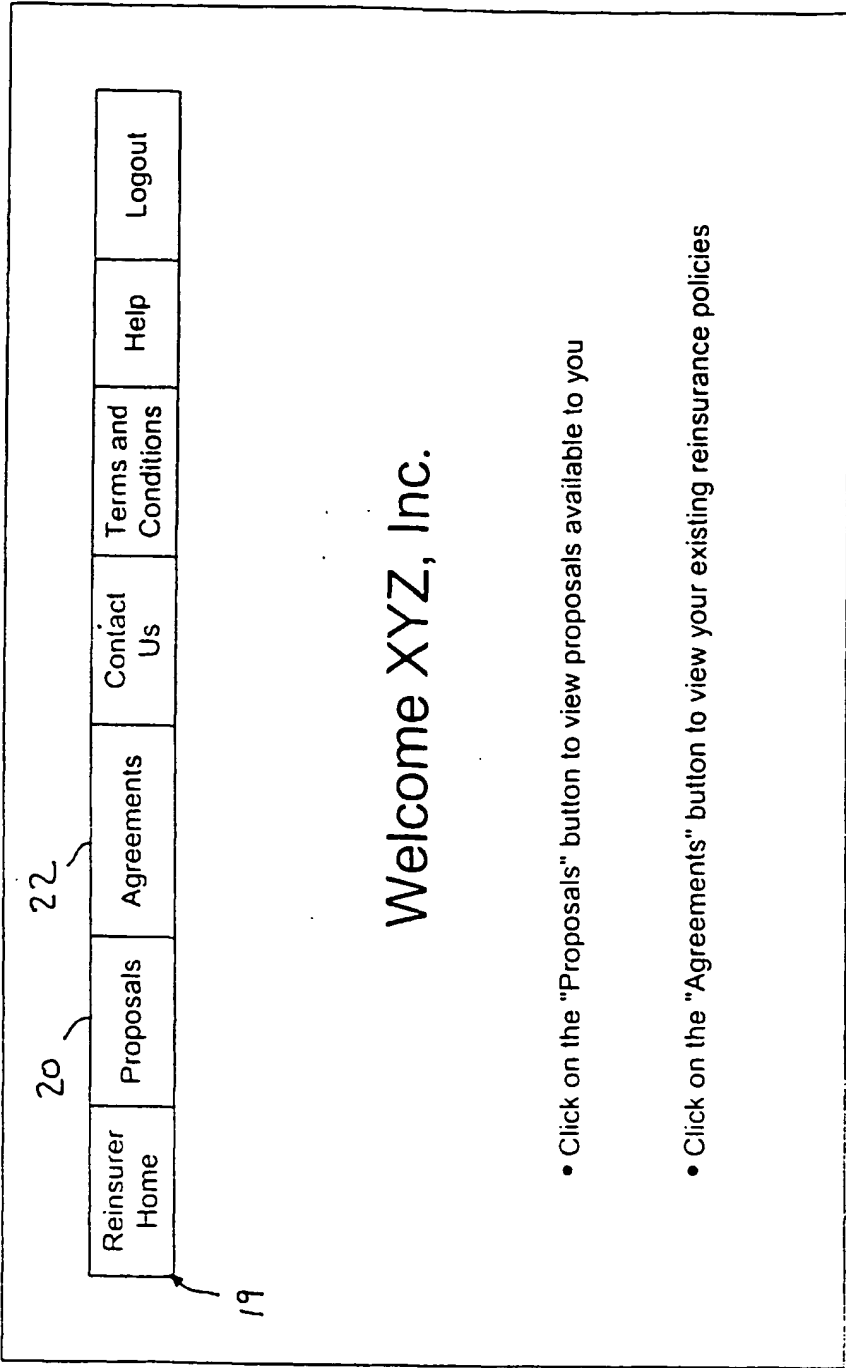 20
22
Reinsurer
Home
Proposals
Agreements
Contact
Us
Terms and
Conditions
Help
Logout
19
Welcome XYZ, Inc.
• Click on the "Proposals" button to view proposals available to you
• Click on the "Agreements" button to view your existing reinsurance policies